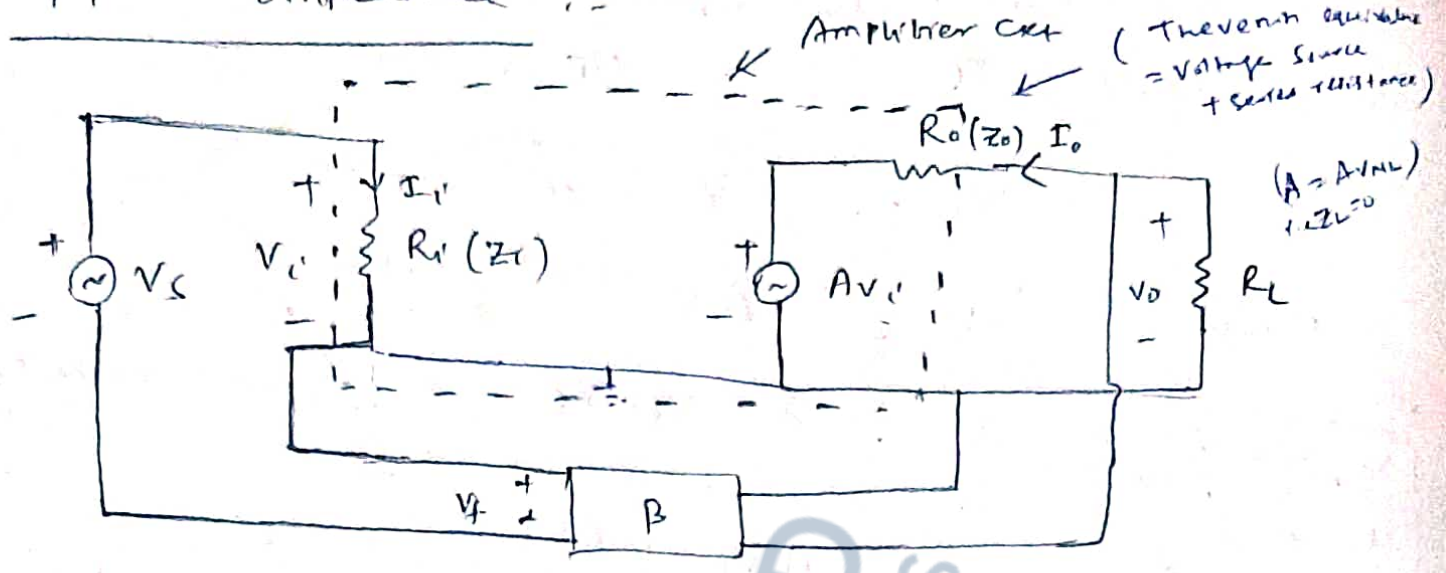 Amplifier Ckt
( Thevenin equivalent
= Voltage Source
+ series resistance)
Ro (Zo) Io
(A = AVNL)
+ Ii
Vi Ri (Zi)
-
+ Vs
-
+ AVi
-
+
Vo RL
-
Vf +
-
β